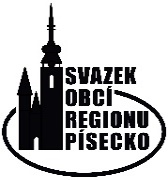 SVAZEK
OBCÍ
REGIONU
PÍSECKO